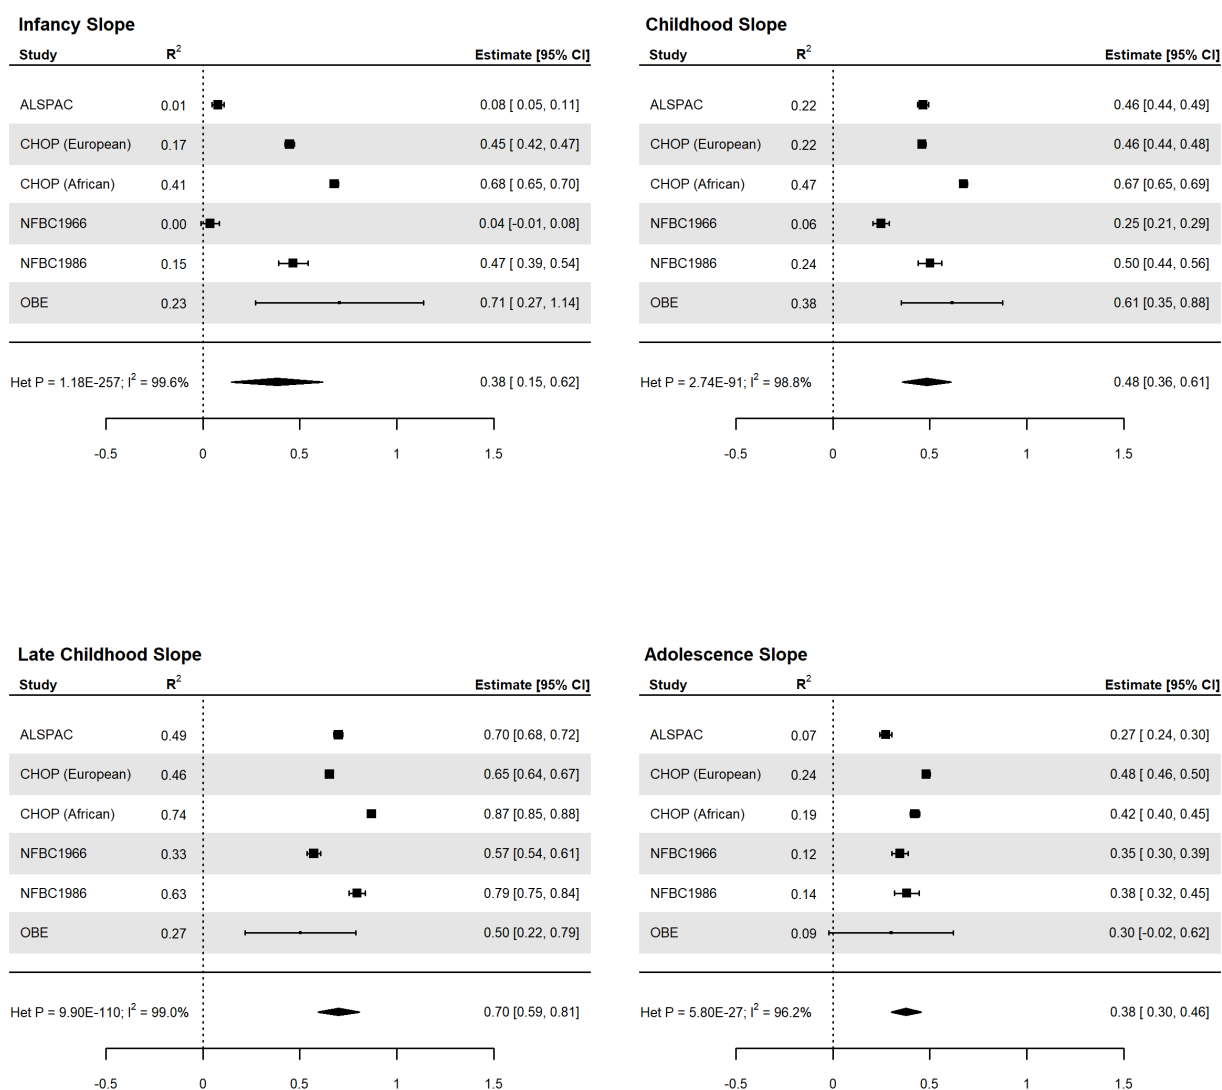 Infancy Slope
Study R² Estimate [95% CI]
ALSPAC 0.01 0.08 [ 0.05, 0.11]
CHOP (European) 0.17 0.45 [ 0.42, 0.47]
CHOP (African) 0.41 0.68 [ 0.65, 0.70]
NFBC1966 0.00 0.04 [-0.01, 0.08]
NFBC1986 0.15 0.47 [ 0.39, 0.54]
OBE 0.23 0.71 [ 0.27, 1.14]
Het P = 1.18E-257; I² = 99.6% 0.38 [ 0.15, 0.62]
-0.5 0 0.5 1 1.5
Childhood Slope
Study R² Estimate [95% CI]
ALSPAC 0.22 0.46 [0.44, 0.49]
CHOP (European) 0.22 0.46 [0.44, 0.48]
CHOP (African) 0.47 0.67 [0.65, 0.69]
NFBC1966 0.06 0.25 [0.21, 0.29]
NFBC1986 0.24 0.50 [0.44, 0.56]
OBE 0.38 0.61 [0.35, 0.88]
Het P = 2.74E-91; I² = 98.8% 0.48 [0.36, 0.61]
-0.5 0 0.5 1 1.5
Late Childhood Slope
Study R² Estimate [95% CI]
ALSPAC 0.49 0.70 [0.68, 0.72]
CHOP (European) 0.46 0.65 [0.64, 0.67]
CHOP (African) 0.74 0.87 [0.85, 0.88]
NFBC1966 0.33 0.57 [0.54, 0.61]
NFBC1986 0.63 0.79 [0.75, 0.84]
OBE 0.27 0.50 [0.22, 0.79]
Het P = 9.90E-110; I² = 99.0% 0.70 [0.59, 0.81]
-0.5 0 0.5 1 1.5
Adolescence Slope
Study R² Estimate [95% CI]
ALSPAC 0.07 0.27 [ 0.24, 0.30]
CHOP (European) 0.24 0.48 [ 0.46, 0.50]
CHOP (African) 0.19 0.42 [ 0.40, 0.45]
NFBC1966 0.12 0.35 [ 0.30, 0.39]
NFBC1986 0.14 0.38 [ 0.32, 0.45]
OBE 0.09 0.30 [-0.02, 0.62]
Het P = 5.80E-27; I² = 96.2% 0.38 [ 0.30, 0.46]
-0.5 0 0.5 1 1.5